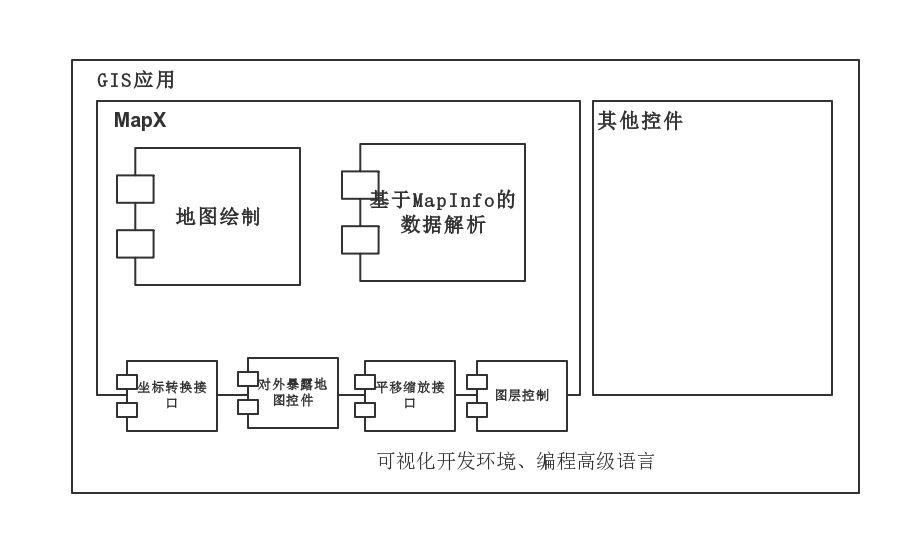 GIS应用
MapX
其他控件
地图绘制
基于MapInfo的
数据解析
坐标转换接
口
对外暴露地
图控件
平移缩放接
口
图层控制
可视化开发环境、编程高级语言